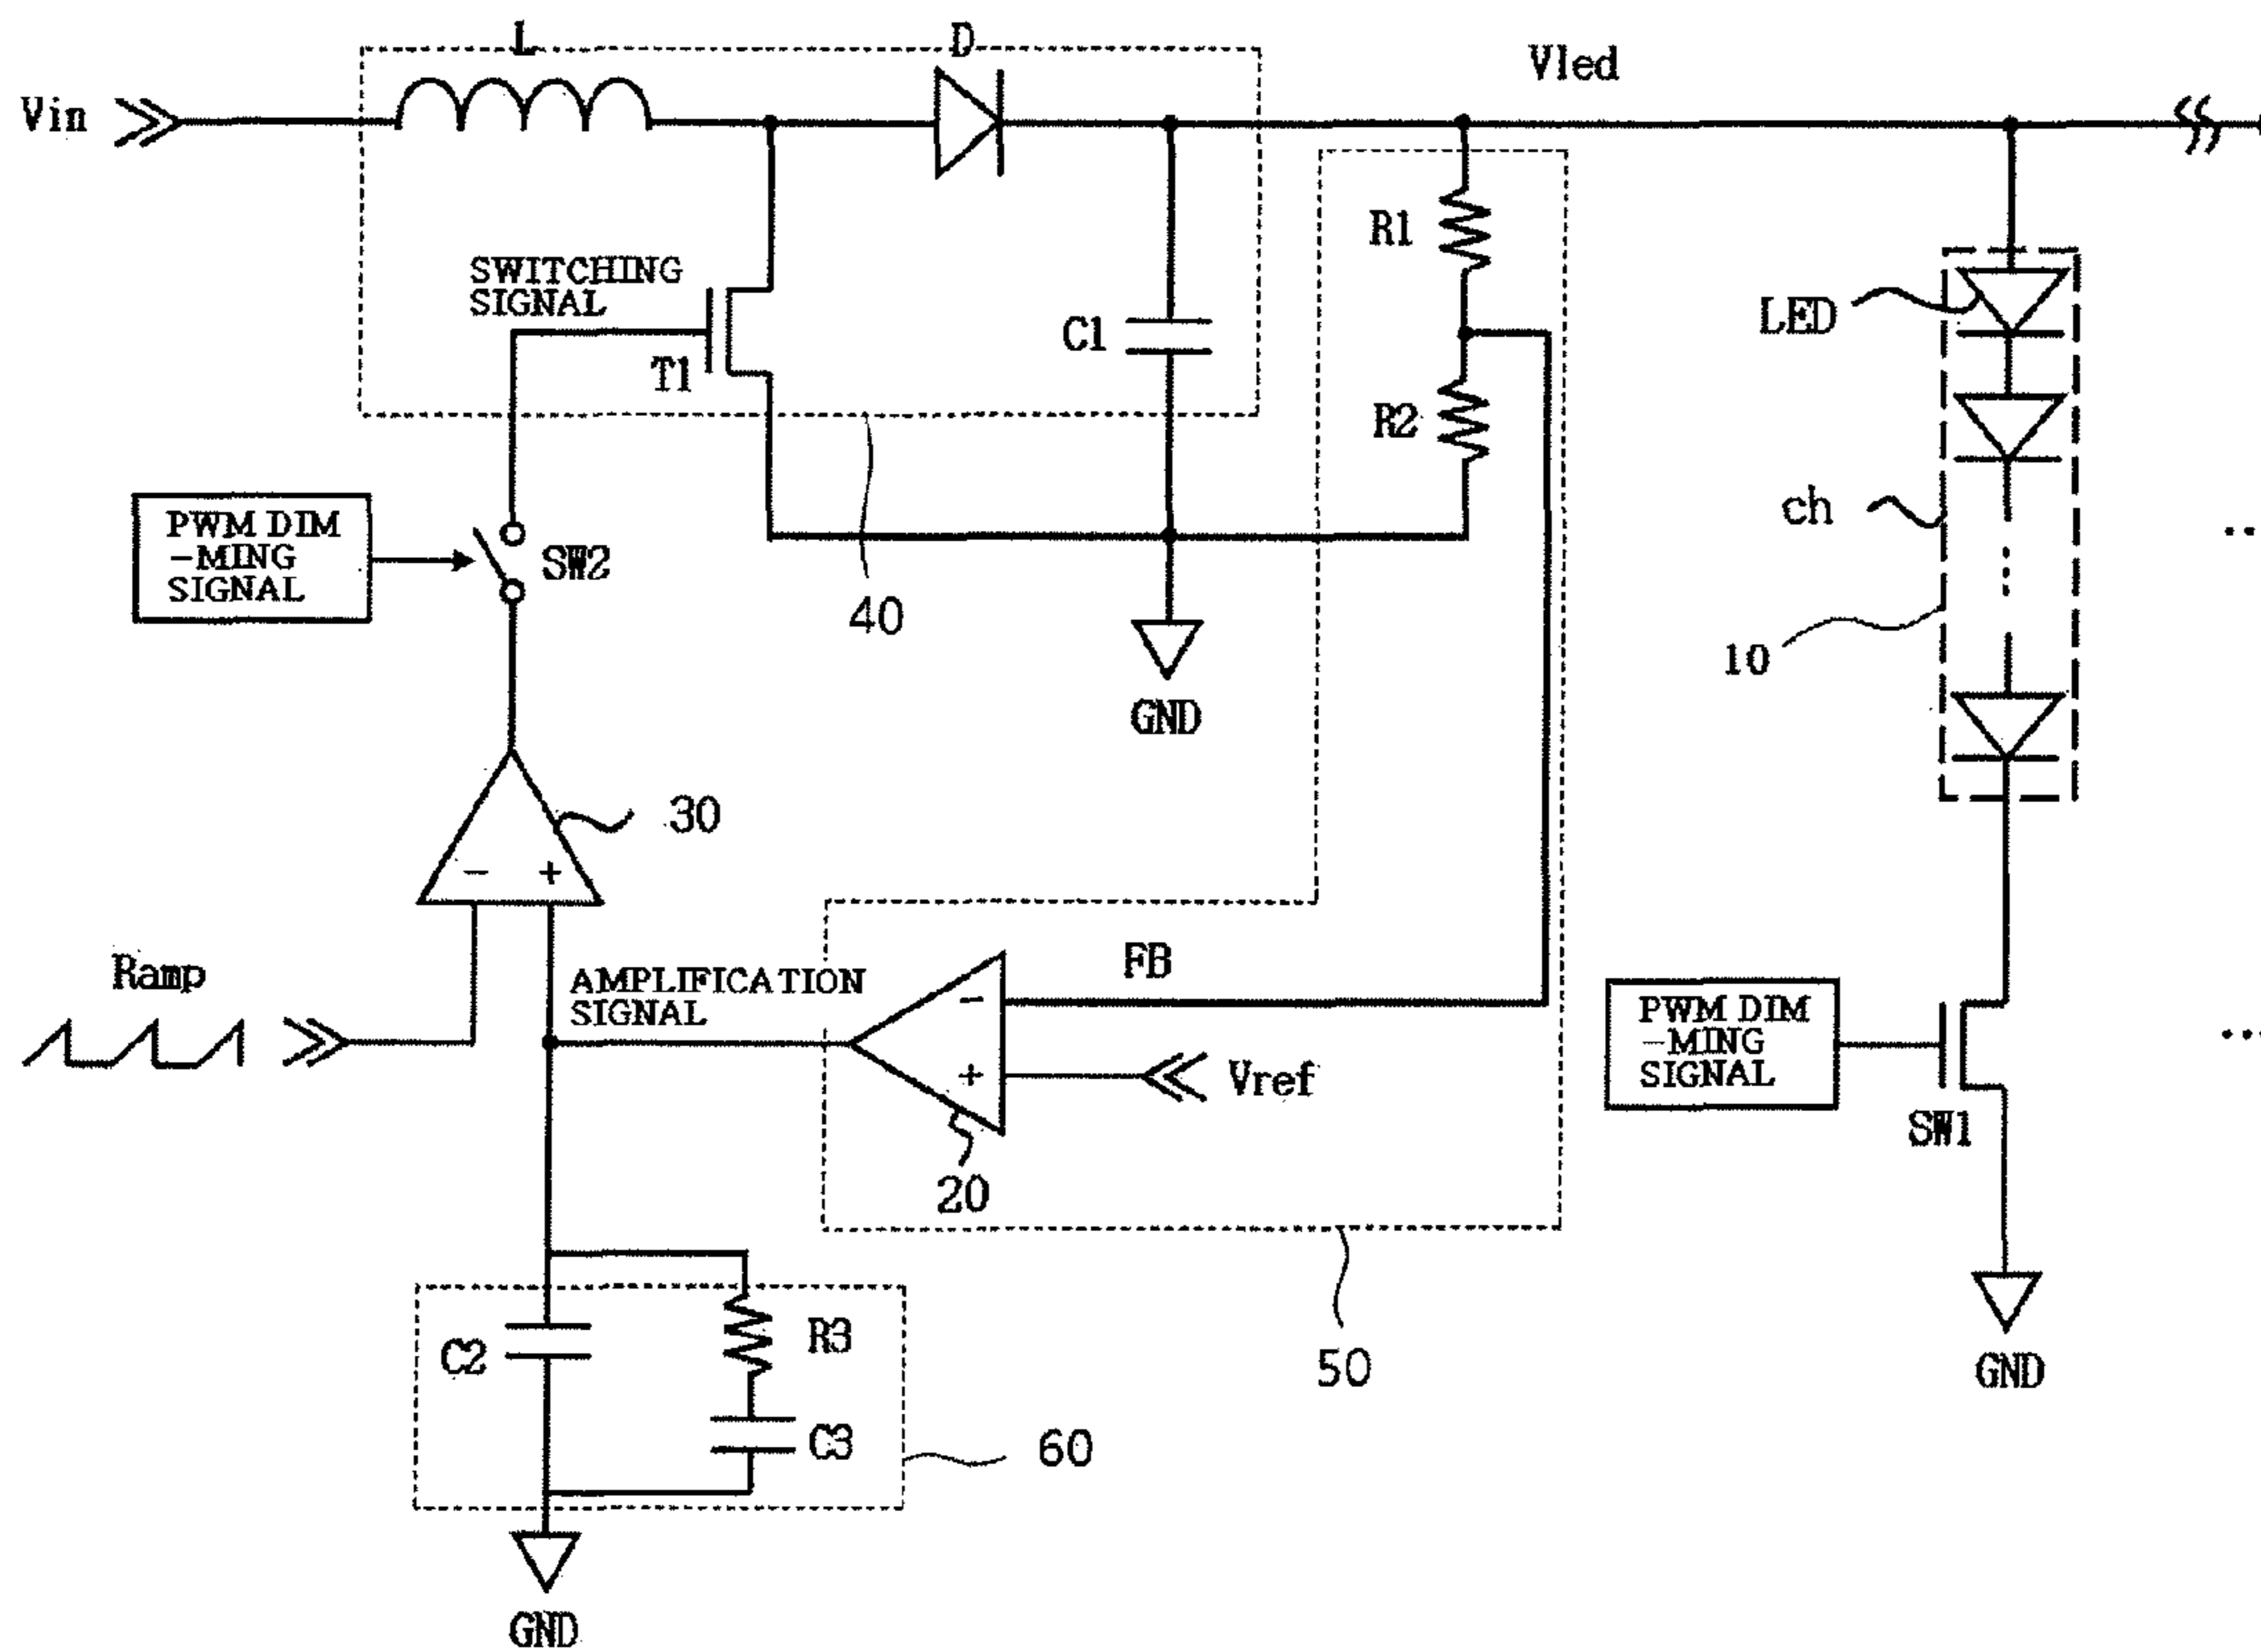 L
D
Vled
Vin
R1
SWITCHING
SIGNAL
LED
C1
T1
R2
ch
PWM DIM
-MING
SIGNAL
SW2
40
10
GND
30
- +
Ramp
AMPLIFICATION
SIGNAL
FB
-
+
Vref
PWM DIM
-MING
SIGNAL
SW1
20
C2
R3
50
GND
C3
60
GND